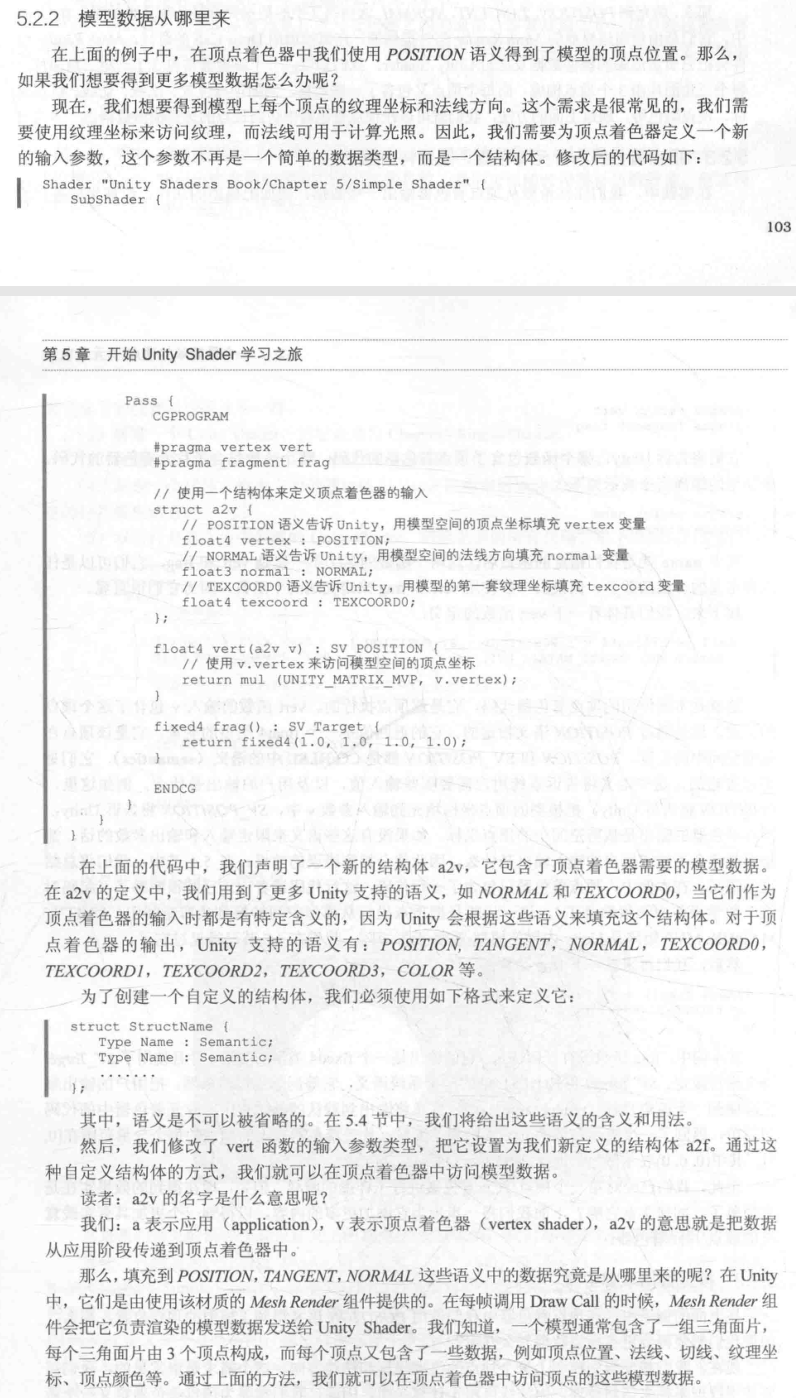 5.2.2 模型数据从哪里来
在上面的例子中，在顶点着色器中我们使用 POSITION 语义得到了模型的顶点位置。那么，
如果我们想要得到更多模型数据怎么办呢？
现在，我们想要得到模型上每个顶点的纹理坐标和法线方向。这个需求是很常见的，我们需
要使用纹理坐标来访问纹理，而法线可用于计算光照。因此，我们需要为顶点着色器定义一个新
的输入参数，这个参数不再是一个简单的数据类型，而是一个结构体。修改后的代码如下：
Shader "Unity Shaders Book/Chapter 5/Simple Shader" {
SubShader {
103
第 5 章 开始 Unity Shader 学习之旅
Pass {
CGPROGRAM
#pragma vertex vert
#pragma fragment frag
// 使用一个结构体来定义顶点着色器的输入
struct a2v {
// POSITION 语义告诉 Unity，用模型空间的顶点坐标填充 vertex 变量
float4 vertex : POSITION;
// NORMAL 语义告诉 Unity，用模型空间的法线方向填充 normal 变量
float3 normal : NORMAL;
// TEXCOORD0 语义告诉 Unity，用模型的第一套纹理坐标填充 texcoord 变量
float4 texcoord : TEXCOORD0;
};
float4 vert(a2v v) : SV_POSITION {
// 使用 v.vertex 来访问模型空间的顶点坐标
return mul (UNITY_MATRIX_MVP, v.vertex);
}
fixed4 frag() : SV_Target {
return fixed4(1.0, 1.0, 1.0, 1.0);
}
ENDCG
}
}
}
在上面的代码中，我们声明了一个新的结构体 a2v，它包含了顶点着色器需要的模型数据。
在 a2v 的定义中，我们用到了更多 Unity 支持的语义，如 NORMAL 和 TEXCOORD0，当它们作为
顶点着色器的输入时都是有特定含义的，因为 Unity 会根据这些语义来填充这个结构体。对于顶
点着色器的输出，Unity 支持的语义有：POSITION, TANGENT，NORMAL，TEXCOORD0，
TEXCOORD1，TEXCOORD2，TEXCOORD3，COLOR 等。
为了创建一个自定义的结构体，我们必须使用如下格式来定义它：
struct StructName {
Type Name : Semantic;
Type Name : Semantic;
.......
};
其中，语义是不可以被省略的。在 5.4 节中，我们将给出这些语义的含义和用法。
然后，我们修改了 vert 函数的输入参数类型，把它设置为我们新定义的结构体 a2f。通过这
种自定义结构体的方式，我们就可以在顶点着色器中访问模型数据。
读者：a2v 的名字是什么意思呢？
我们：a 表示应用（application），v 表示顶点着色器（vertex shader），a2v 的意思就是把数据
从应用阶段传递到顶点着色器中。
那么，填充到 POSITION, TANGENT, NORMAL 这些语义中的数据究竟是从哪里来的呢？在 Unity
中，它们是由使用该材质的 Mesh Render 组件提供的。在每帧调用 Draw Call 的时候，Mesh Render 组
件会把它负责渲染的模型数据发送给 Unity Shader。我们知道，一个模型通常包含了一组三角面片，
每个三角面片由 3 个顶点构成，而每个顶点又包含了一些数据，例如顶点位置、法线、切线、纹理坐
标、顶点颜色等。通过上面的方法，我们就可以在顶点着色器中访问顶点的这些模型数据。